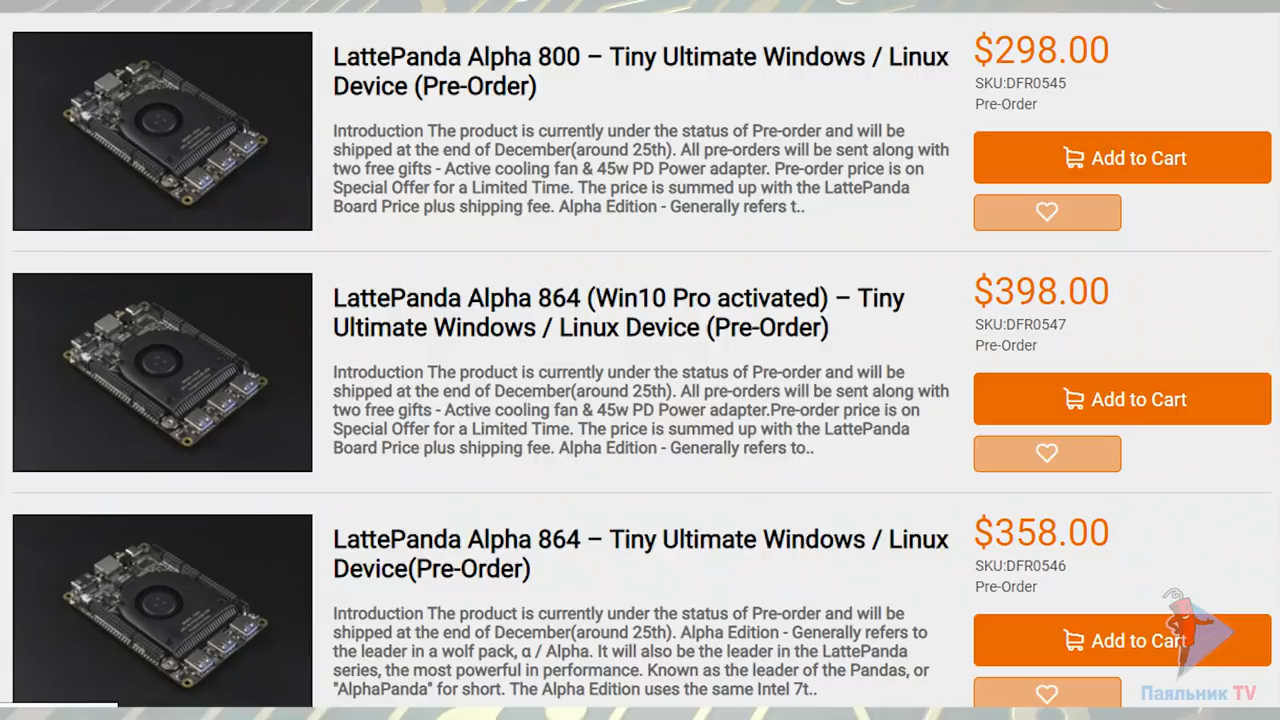 LattePanda Alpha 800 – Tiny Ultimate Windows / Linux
Device (Pre-Order)
Introduction The product is currently under the status of Pre-order and will be
shipped at the end of December(around 25th). All pre-orders will be sent along with
two free gifts - Active cooling fan & 45w PD Power adapter. Pre-order price is on
Special Offer for a Limited Time. The price is summed up with the LattePanda
Board Price plus shipping fee. Alpha Edition - Generally refers t..
$298.00
SKU:DFR0545
Pre-Order
Add to Cart
LattePanda Alpha 864 (Win10 Pro activated) – Tiny
Ultimate Windows / Linux Device (Pre-Order)
Introduction The product is currently under the status of Pre-order and will be
shipped at the end of December(around 25th). All pre-orders will be sent along with
two free gifts - Active cooling fan & 45w PD Power adapter.Pre-order price is on
Special Offer for a Limited Time. The price is summed up with the LattePanda
Board Price plus shipping fee. Alpha Edition - Generally refers to..
$398.00
SKU:DFR0547
Pre-Order
Add to Cart
LattePanda Alpha 864 – Tiny Ultimate Windows / Linux
Device(Pre-Order)
Introduction The product is currently under the status of Pre-order and will be
shipped at the end of December(around 25th). Alpha Edition - Generally refers to
the leader in a wolf pack, α / Alpha. It will also be the leader in the LattePanda
series, the most powerful in performance. Known as the leader of the Pandas, or
"AlphaPanda" for short. The Alpha Edition uses the same Intel 7t..
$358.00
SKU:DFR0546
Pre-Order
Add to Cart
Паяльник TV